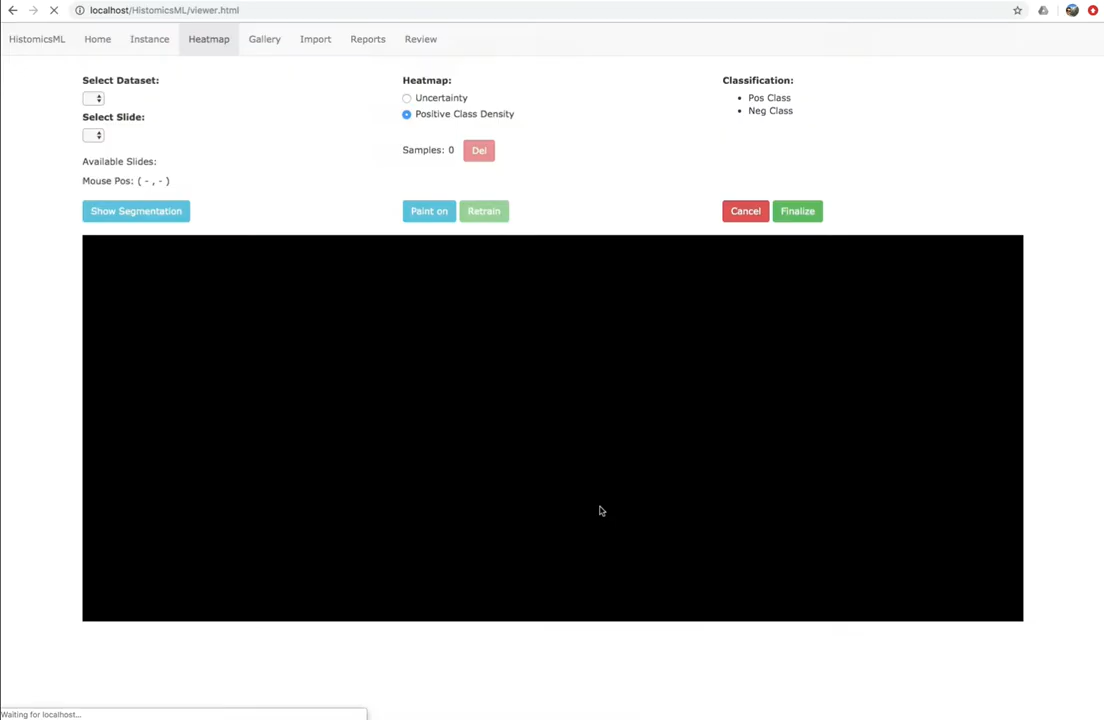 localhost/HistomicsML/viewer.html
HistomicsML Home Instance Heatmap Gallery Import Reports Review
Select Dataset: Heatmap: Classification:
Uncertainty Pos Class
Positive Class Density Neg Class
Select Slide:
Samples: 0 Del
Available Slides:
Mouse Pos: ( - , - )
Show Segmentation Paint on Retrain Cancel Finalize
Waiting for localhost...